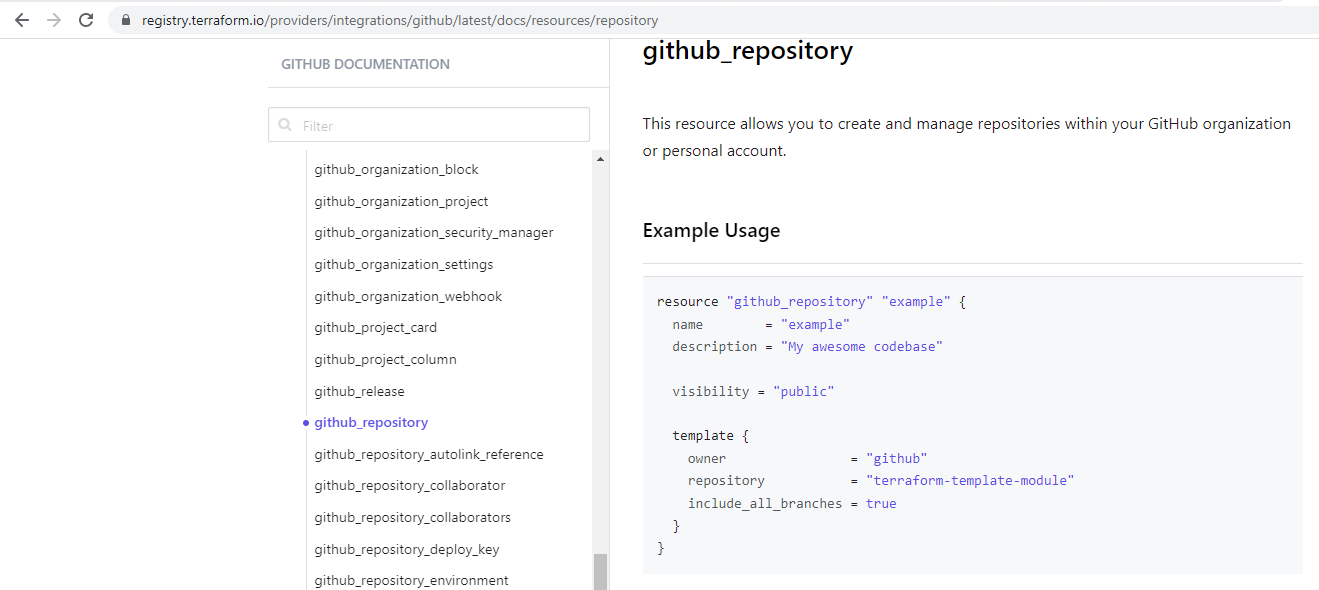 registry.terraform.io/providers/integrations/github/latest/docs/resources/repository
GITHUB DOCUMENTATION
Filter
github_organization_block
github_organization_project
github_organization_security_manager
github_organization_settings
github_organization_webhook
github_project_card
github_project_column
github_release
github_repository
github_repository_autolink_reference
github_repository_collaborator
github_repository_collaborators
github_repository_deploy_key
github_repository_environment
github_repository
This resource allows you to create and manage repositories within your GitHub organization
or personal account.
Example Usage
resource "github_repository" "example" {
  name        = "example"
  description = "My awesome codebase"
  visibility = "public"
  template {
    owner                = "github"
    repository           = "terraform-template-module"
    include_all_branches = true
  }
}